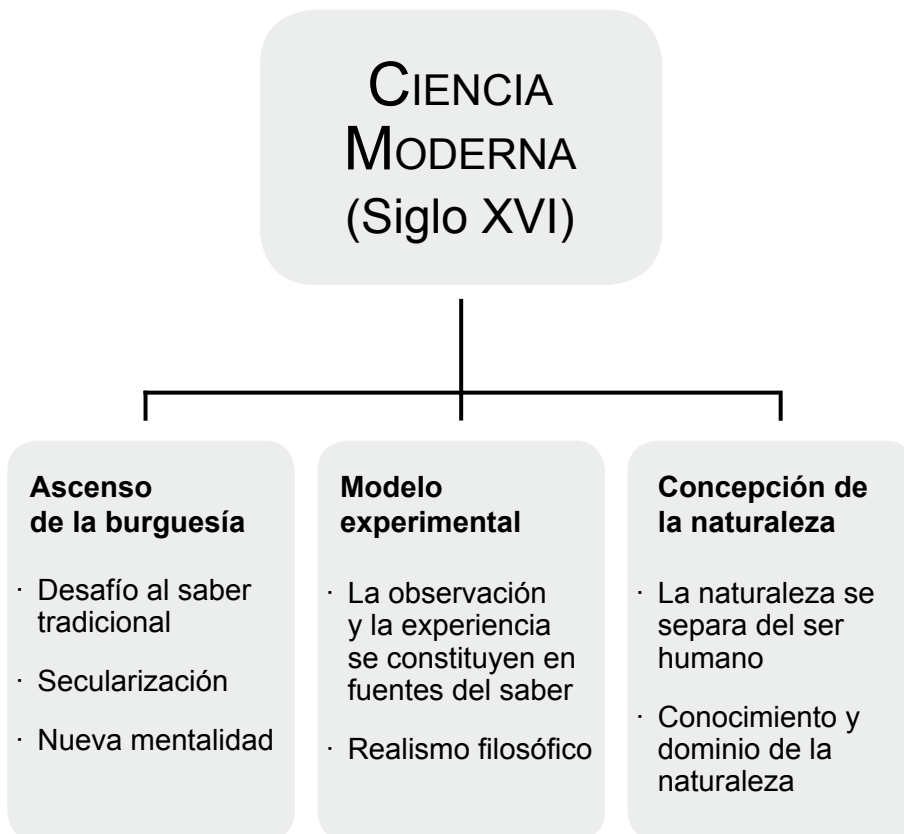 CIENCIA
MODERNA
(Siglo XVI)
Ascenso
de la burguesía
· Desafío al saber
tradicional
· Secularización
· Nueva mentalidad
Modelo
experimental
· La observación
y la experiencia
se constituyen en
fuentes del saber
· Realismo filosófico
Concepción de
la naturaleza
· La naturaleza se
separa del ser
humano
· Conocimiento y
dominio de la
naturaleza